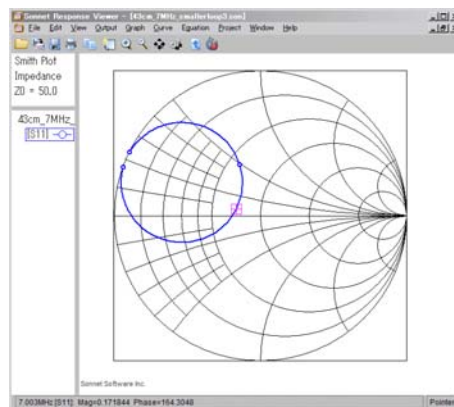 Sonnet Response Viewer - [43cm_7MHz_smallerloop3.son]
File Edit View Output Graph Curve Equation Project Window Help
Smith Plot
Impedance
Z0 = 50.0
43cm_7MHz_
[S11]
Sonnet Software Inc.
7.003MHz [S11] Mag=0.171844 Phase=164.3048
Pointer